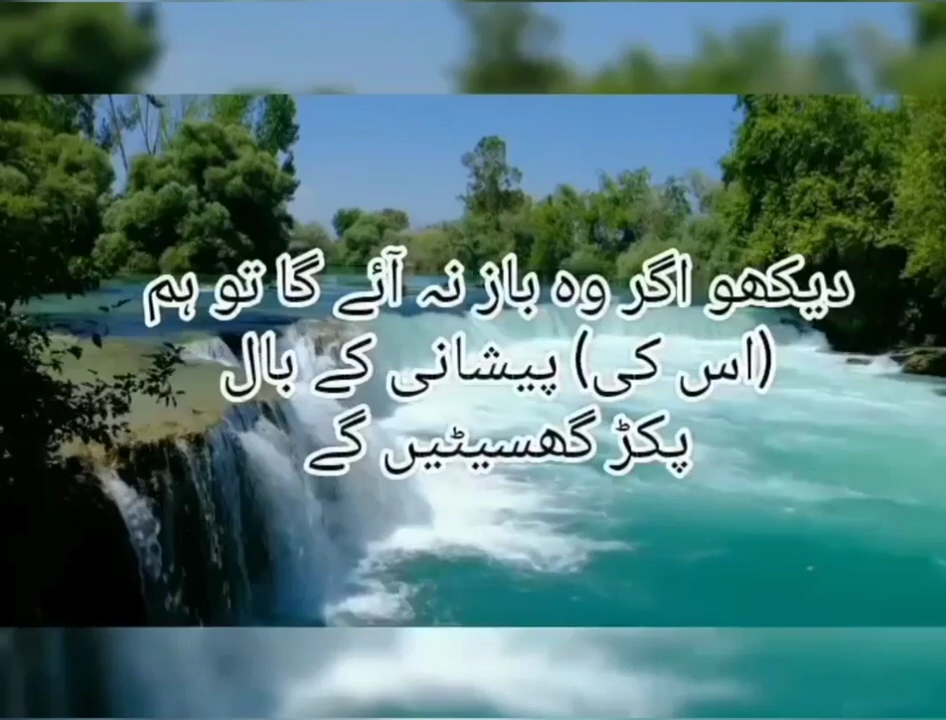 دیکھو اگر وہ باز نہ آئے گا تو ہم
(اس کی) پیشانی کے بال
پکڑ گھسیٹیں گے